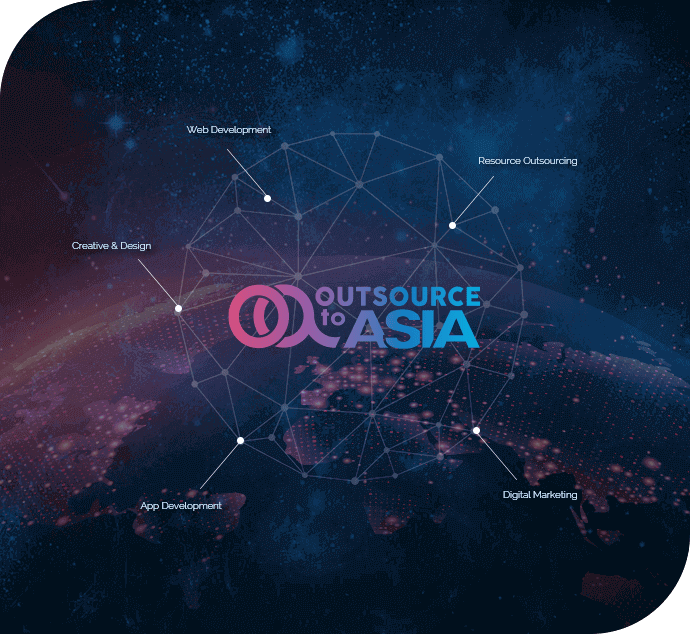 Web Development
Resource Outsourcing
Creative & Design
OUTSOURCE
to ASIA
App Development
Digital Marketing